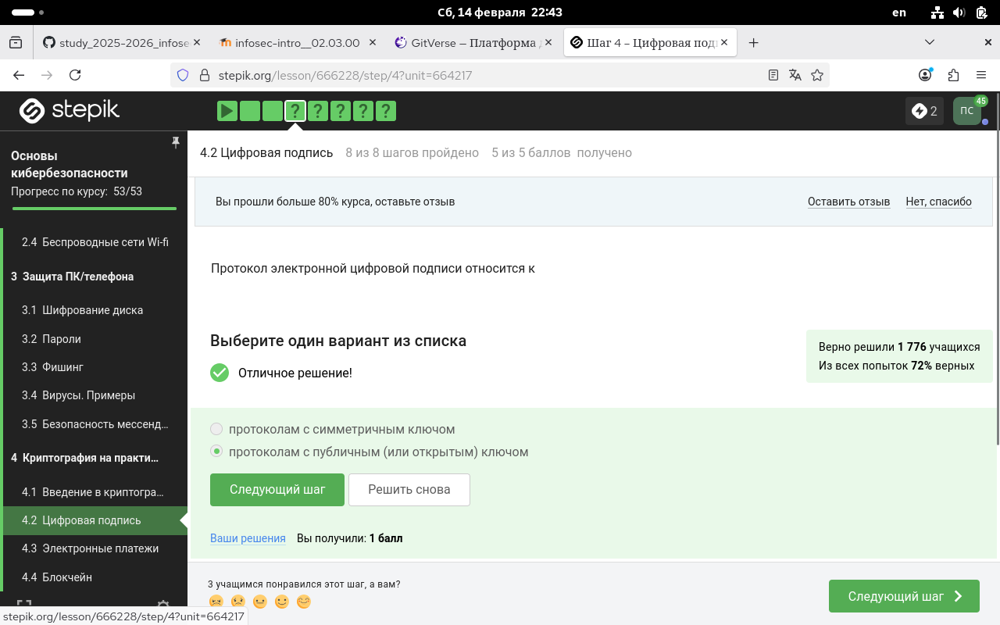 Сб, 14 февраля 22:43
en
study_2025-2026_infose
infosec-intro__02.03.00
GitVerse — Платформа д
Шаг 4 – Цифровая под
stepik.org/lesson/666228/step/4?unit=664217
stepik
?
?
?
?
?
2
ПС
45
Основы
кибербезопасности
Прогресс по курсу: 53/53
2.4 Беспроводные сети Wi-fi
3 Защита ПК/телефона
3.1 Шифрование диска
3.2 Пароли
3.3 Фишинг
3.4 Вирусы. Примеры
3.5 Безопасность мессенд...
4 Криптография на практи...
4.1 Введение в криптогра...
4.2 Цифровая подпись
4.3 Электронные платежи
4.4 Блокчейн
4.2 Цифровая подпись 8 из 8 шагов пройдено 5 из 5 баллов получено
Вы прошли больше 80% курса, оставьте отзыв
Оставить отзыв
Нет, спасибо
Протокол электронной цифровой подписи относится к
Выберите один вариант из списка
Отличное решение!
Верно решили 1 776 учащихся
Из всех попыток 72% верных
протоколам с симметричным ключом
протоколам с публичным (или открытым) ключом
Следующий шаг
Решить снова
Ваши решения Вы получили: 1 балл
3 учащимся понравился этот шаг, а вам?
Следующий шаг
stepik.org/lesson/666228/step/4?unit=664217